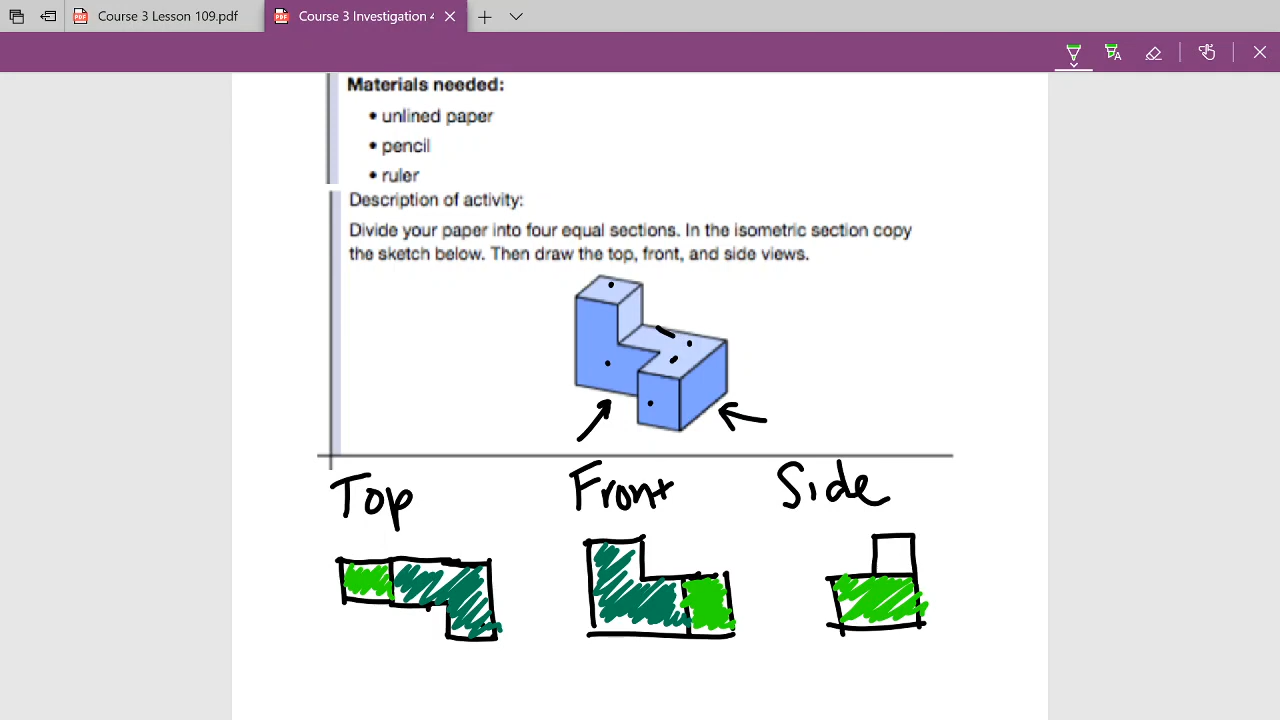 Course 3 Lesson 109.pdf
Course 3 Investigation 4
Materials needed:
• unlined paper
• pencil
• ruler
Description of activity:
Divide your paper into four equal sections. In the isometric section copy
the sketch below. Then draw the top, front, and side views.
Top Front Side